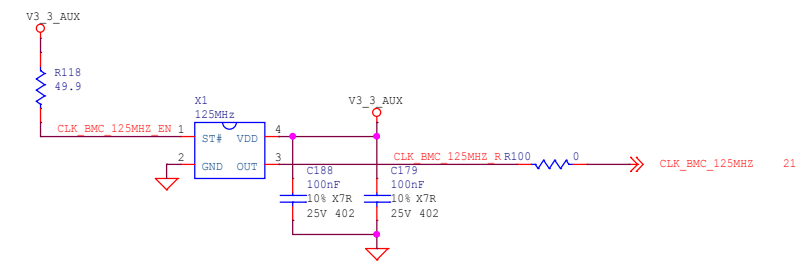 V3_3_AUX
R118
49.9
X1
125MHz
V3_3_AUX
CLK_BMC_125MHZ_EN 1 ST# VDD 4
2 GND OUT 3 CLK_BMC_125MHZ_R R100 0 CLK_BMC_125MHZ 21
C188 C179
100nF 100nF
10% X7R 10% X7R
25V 402 25V 402